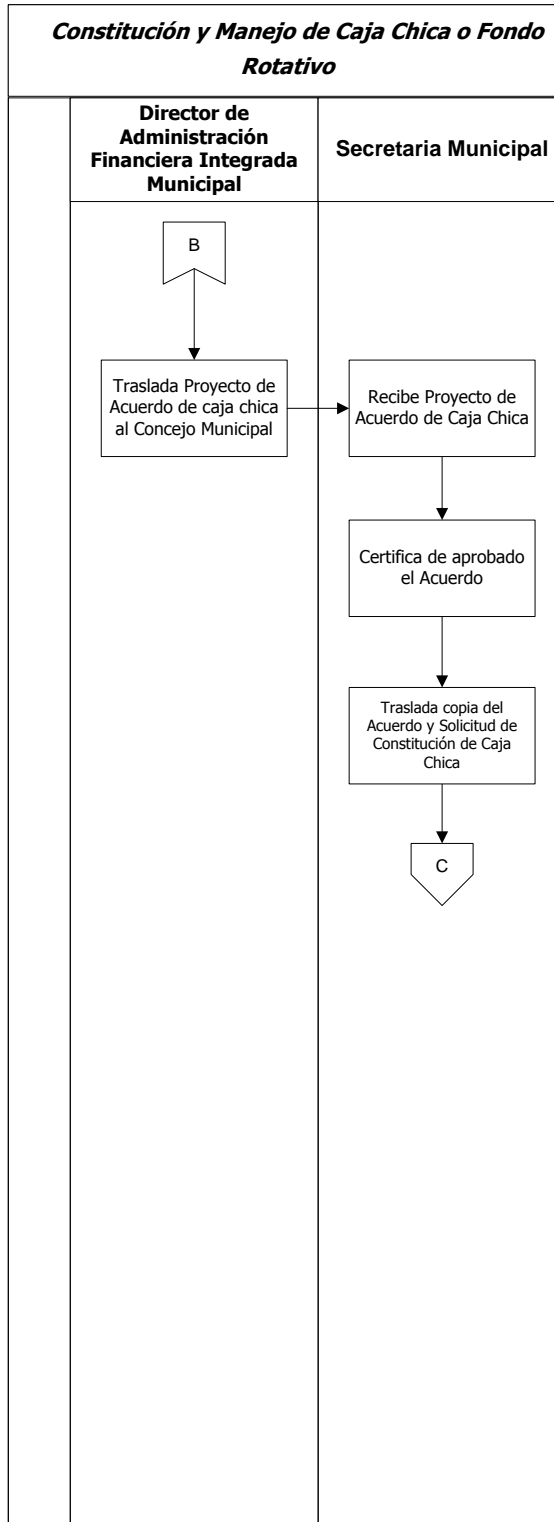 Constitución y Manejo de Caja Chica o Fondo
Rotativo
Director de
Administración
Financiera Integrada
Municipal
Secretaria Municipal
B
Traslada Proyecto de
Acuerdo de caja chica
al Concejo Municipal
Recibe Proyecto de
Acuerdo de Caja Chica
Certifica de aprobado
el Acuerdo
Traslada copia del
Acuerdo y Solicitud de
Constitución de Caja
Chica
C